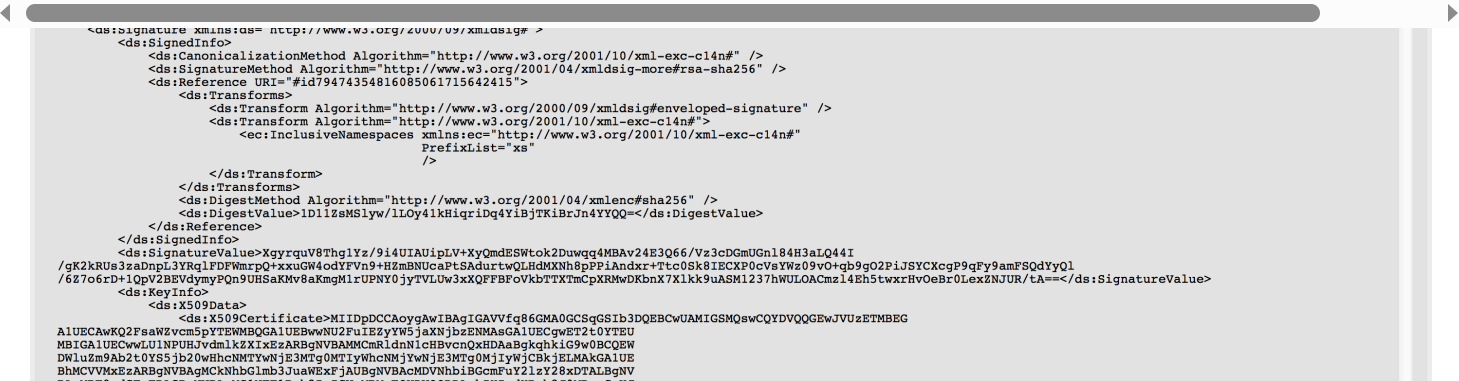 <ds:Signature xmlns:ds="http://www.w3.org/2000/09/xmldsig#">
<ds:SignedInfo>
<ds:CanonicalizationMethod Algorithm="http://www.w3.org/2001/10/xml-exc-c14n#" />
<ds:SignatureMethod Algorithm="http://www.w3.org/2001/04/xmldsig-more#rsa-sha256" />
<ds:Reference URI="#id79474354816085061715642415">
<ds:Transforms>
<ds:Transform Algorithm="http://www.w3.org/2000/09/xmldsig#enveloped-signature" />
<ds:Transform Algorithm="http://www.w3.org/2001/10/xml-exc-c14n#">
<ec:InclusiveNamespaces xmlns:ec="http://www.w3.org/2001/10/xml-exc-c14n#"
PrefixList="xs"
/>
</ds:Transform>
</ds:Transforms>
<ds:DigestMethod Algorithm="http://www.w3.org/2001/04/xmlenc#sha256" />
<ds:DigestValue>1D11ZsMSlyw/lLOy41kHiqriDq4YiBjTKiBrJn4YYQQ=</ds:DigestValue>
</ds:Reference>
</ds:SignedInfo>
<ds:SignatureValue>XgyrquV8Thg1Yz/9i4UIAUipLV+XyQmdESWtok2Duwqq4MBAv24E3Q66/Vz3cDGmUGnl84H3aLQ44I
/gK2kRUs3zaDnpL3YRqlFDFWmrpQ+xxuGW4odYFVn9+HZmBNUcaPtSAdurtwQLHdMXNh8pPPiAndxr+Ttc0Sk8IECXP0cVsYWz09vO+qb9gO2PiJSYCXcgP9qFy9amFSQdYyQl
/6Z7o6rD+1QpV2BEVdymyPQn9UHSaKMv8aKmgMlrUPNY0jyTVLUw3xXQFFBFoVkbTTXTmCpXRMwDKbnX7Xlkk9uASM1237hWULOACmzl4Eh5twxrHvOeBr0LexZNJUR/tA==</ds:SignatureValue>
<ds:KeyInfo>
<ds:X509Data>
<ds:X509Certificate>MIIDpDCCAoygAwIBAgIGAVVfq86GMA0GCSqGSIb3DQEBCwUAMIGSMQswCQYDVQQGEwJVUzETMBEG
A1UECAwKQ2FsaWZvcm5pYTEWMBQGA1UEBwwNU2FuIEZyYW5jaXNjbzENMAsGA1UECgwET2t0YTEU
MBIGA1UECwwLU1NPUHJvdmlkZXIxEzARBgNVBAMMCmRldnN1cHBvcnQxHDAaBgkqhkiG9w0BCQEW
DWluZm9Ab2t0YS5jb20wHhcNMTYwNjE3MTg0MTIyWhcNMjYwNjE3MTg0MjIyWjCBkjELMAkGA1UE
BhMCVVMxEzARBgNVBAgMCkNhbGlmb3JuaWExFjAUBgNVBAcMDVNhbiBGcmFuY2lzY28xDTALBgNV